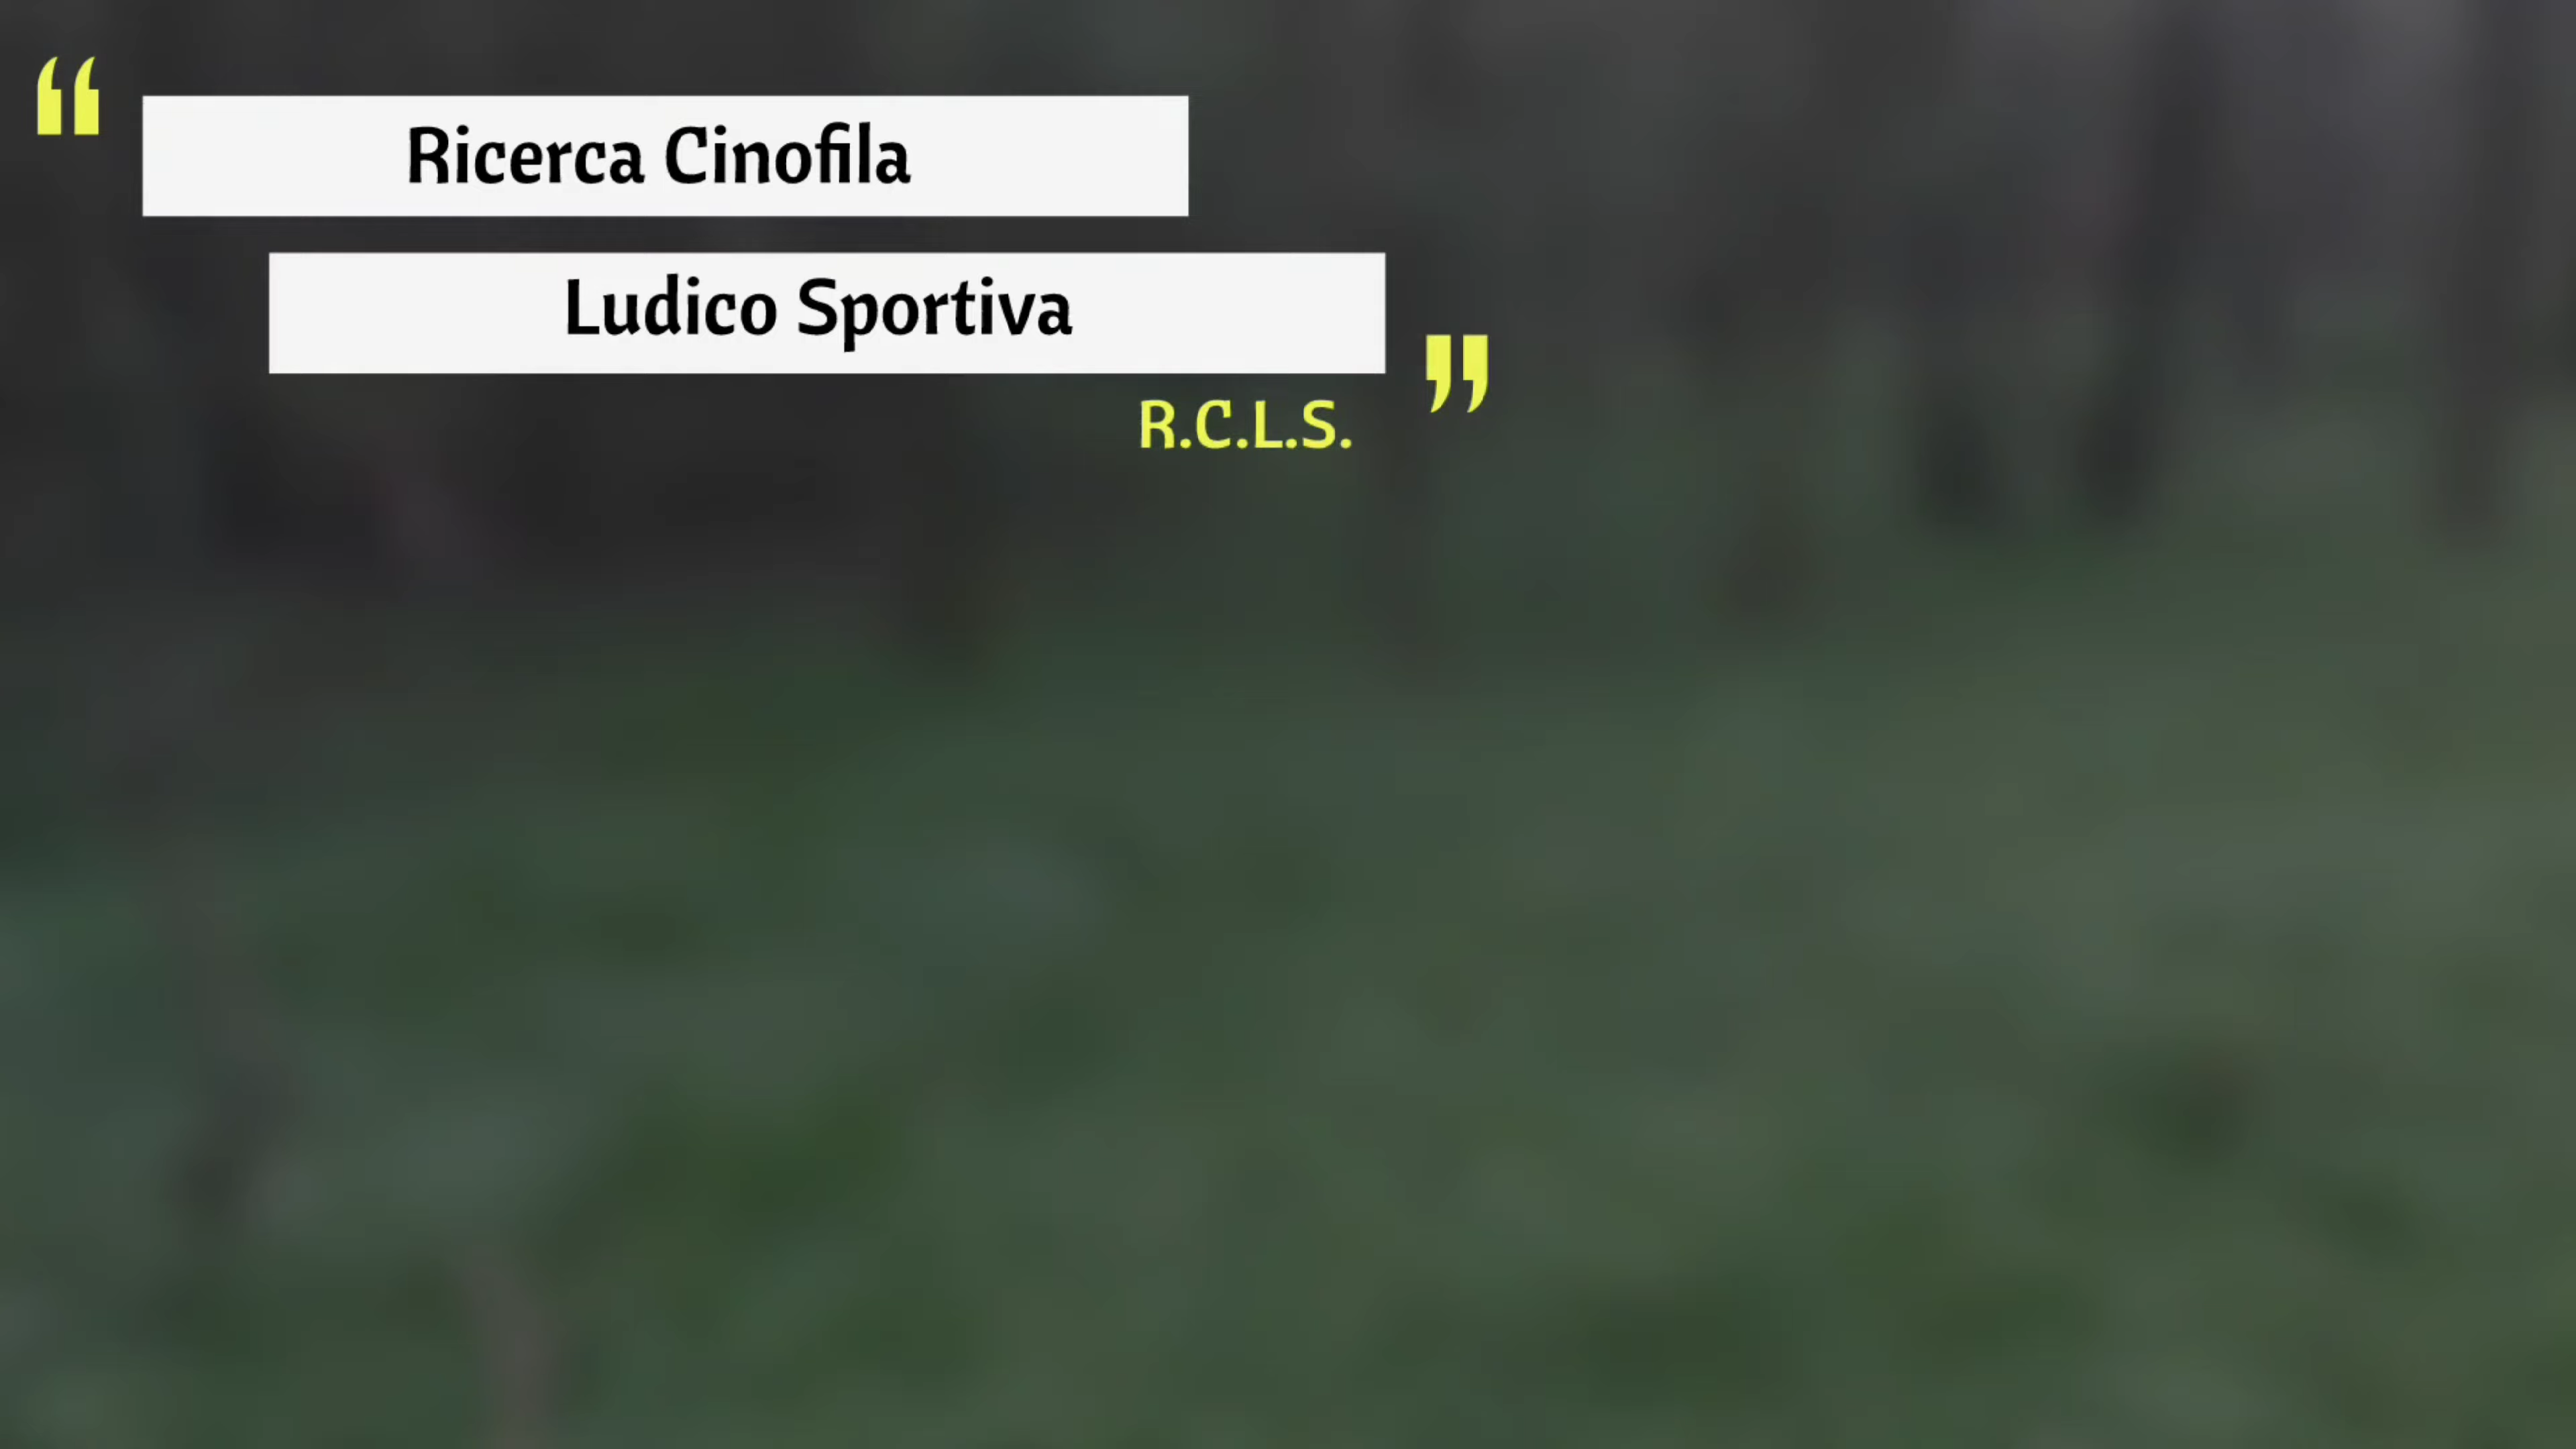 “
Ricerca Cinofila
Ludico Sportiva
”
R.C.L.S.